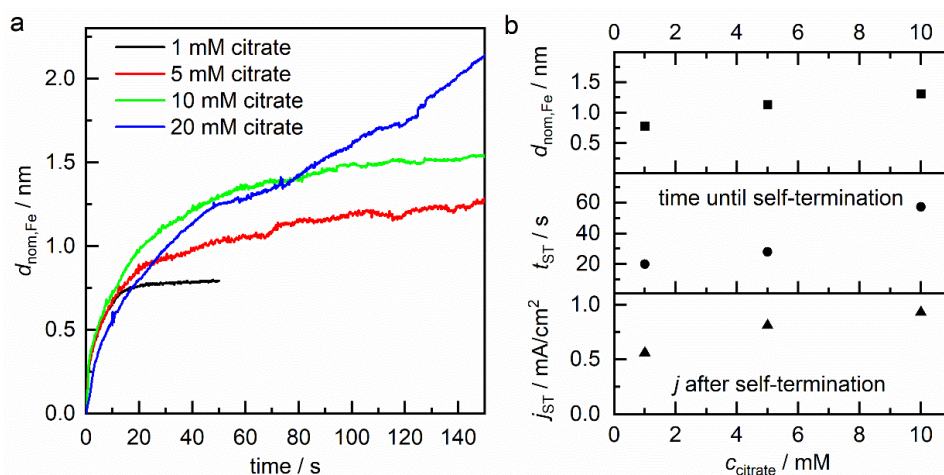 a
1 mM citrate
5 mM citrate
10 mM citrate
20 mM citrate
d_nom,Fe / nm
2.0
1.5
1.0
0.5
0.0
0 20 40 60 80 100 120 140
time / s
b
0 2 4 6 8 10
d_nom,Fe / nm
1.5
1.0
0.5
time until self-termination
t_ST / s
60
40
20
j_ST / mA/cm²
1.0
0.5
0.0
j after self-termination
0 2 4 6 8 10
c_citrate / mM